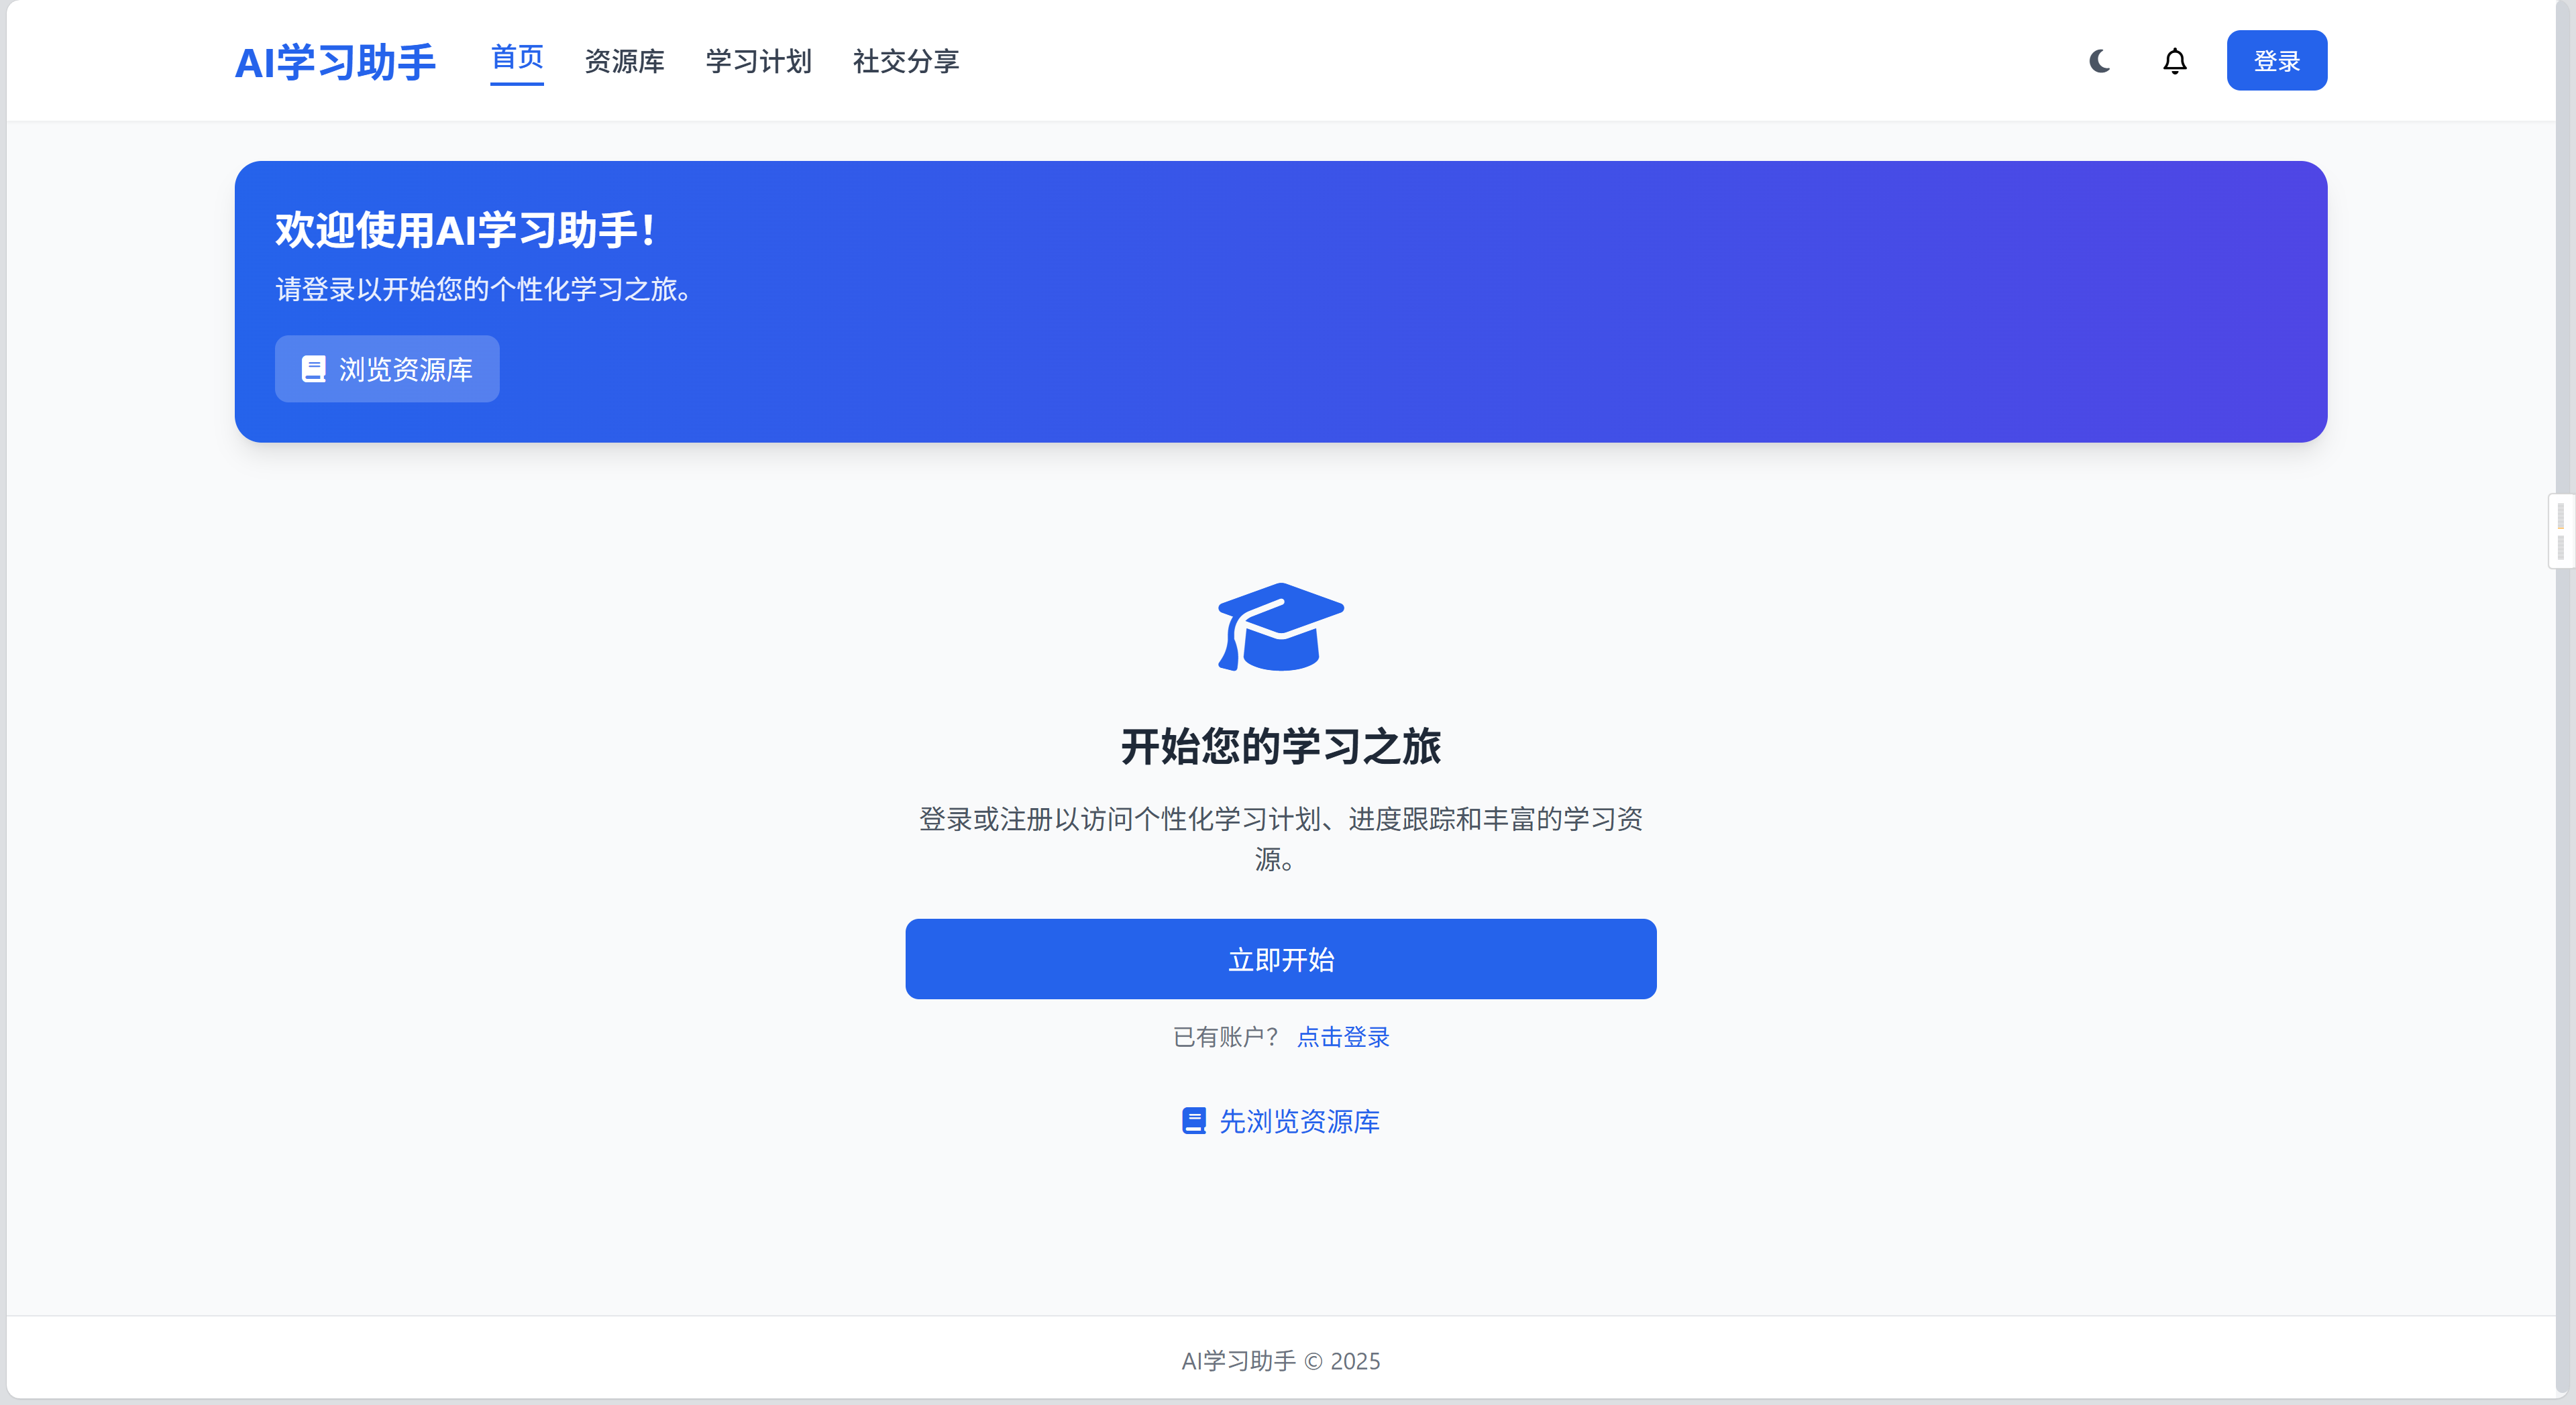 AI学习助手 首页 资源库 学习计划 社交分享 登录
欢迎使用AI学习助手！
请登录以开始您的个性化学习之旅。
浏览资源库
开始您的学习之旅
登录或注册以访问个性化学习计划、进度跟踪和丰富的学习资
源。
立即开始
已有账户？ 点击登录
先浏览资源库
AI学习助手 © 2025